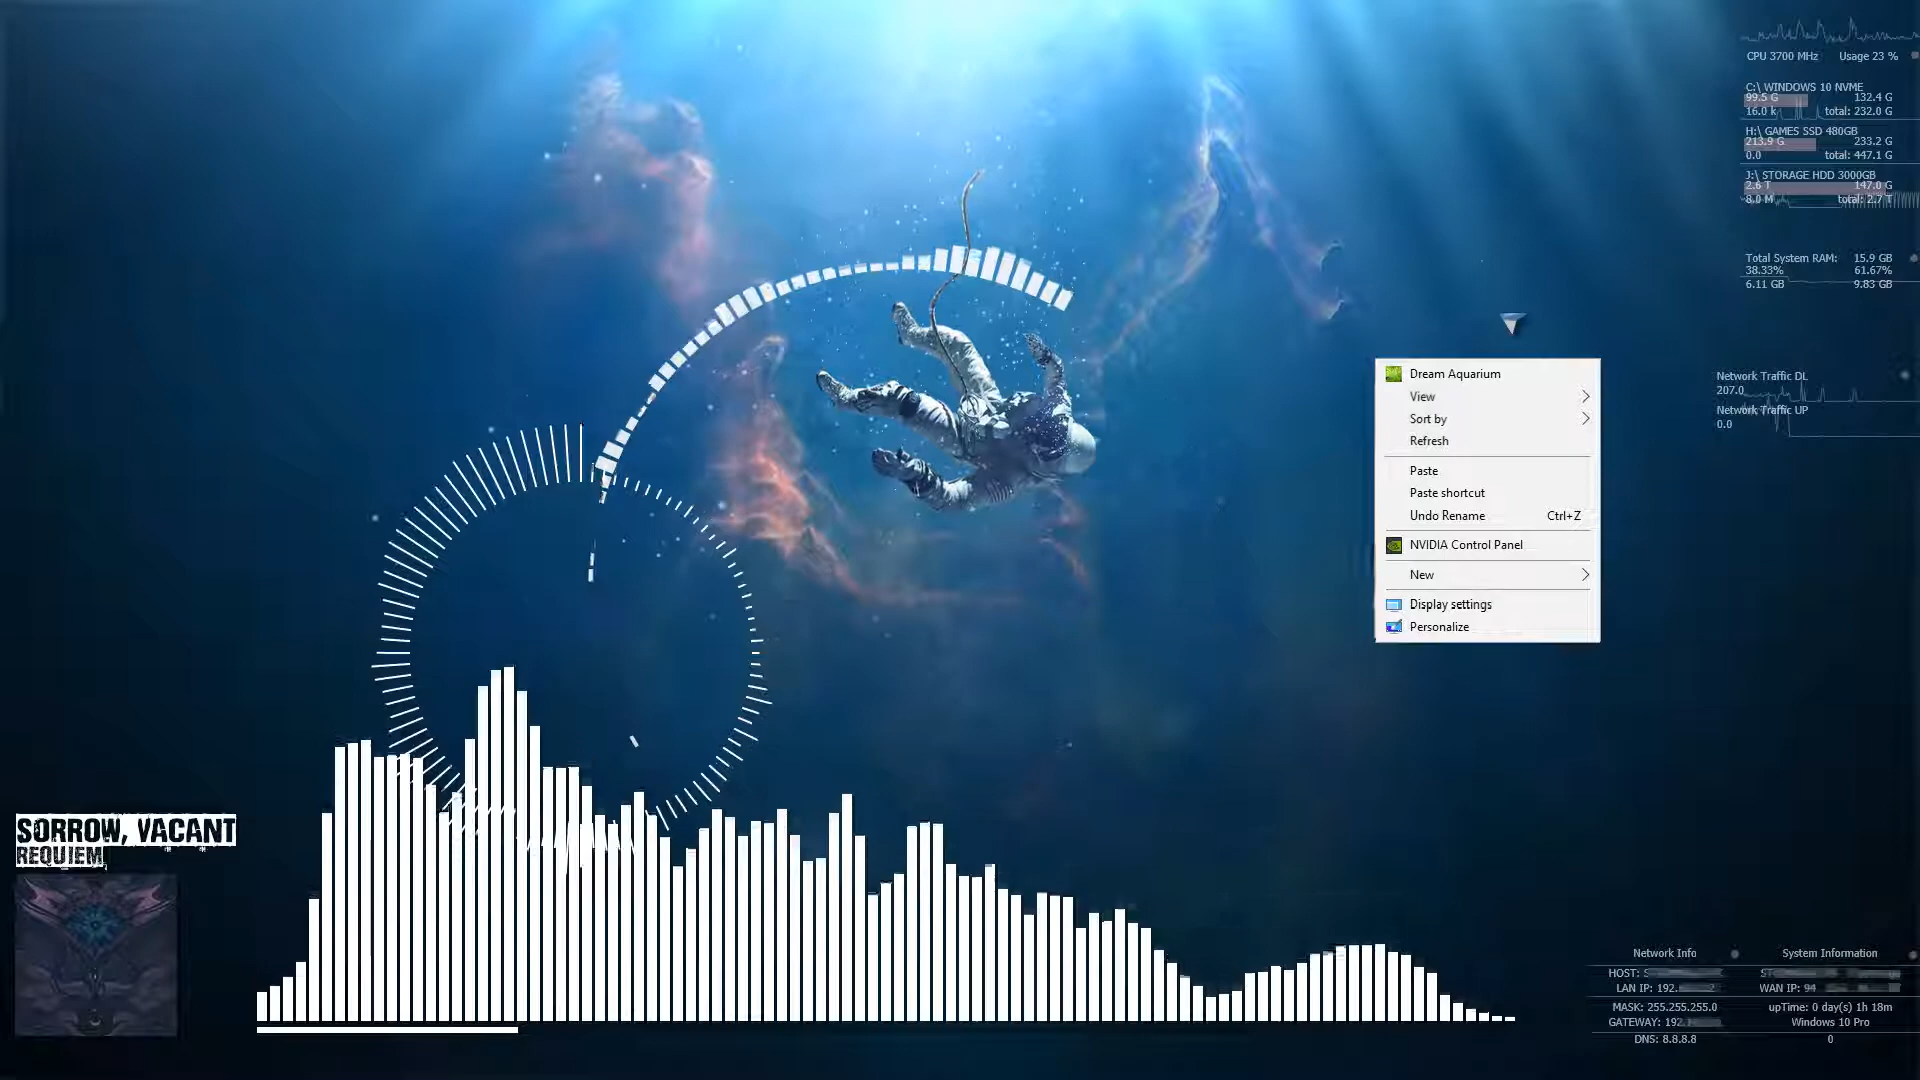 CPU 3700 MHz Usage 23 %
C:\ WINDOWS 10 NVME
99.5 G 132.4 G
16.0 k total: 232.0 G
H:\ GAMES SSD 480GB
213.9 G 233.2 G
0.0 total: 447.1 G
J:\ STORAGE HDD 3000GB
2.6 T 147.0 G
8.0 M total: 2.7 T
Total System RAM: 15.9 GB
38.33% 61.67%
6.11 GB 9.83 GB
Network Traffic DL
207.0
Network Traffic UP
0.0
Dream Aquarium
View
Sort by
Refresh
Paste
Paste shortcut
Undo Rename Ctrl+Z
NVIDIA Control Panel
New
Display settings
Personalize
SORROW, VACANT
REQUIEM
Network Info System Information
HOST:
LAN IP: 192. WAN IP: 94
MASK: 255.255.255.0 upTime: 0 day(s) 1h 18m
GATEWAY: 192. Windows 10 Pro
DNS: 8.8.8.8 0